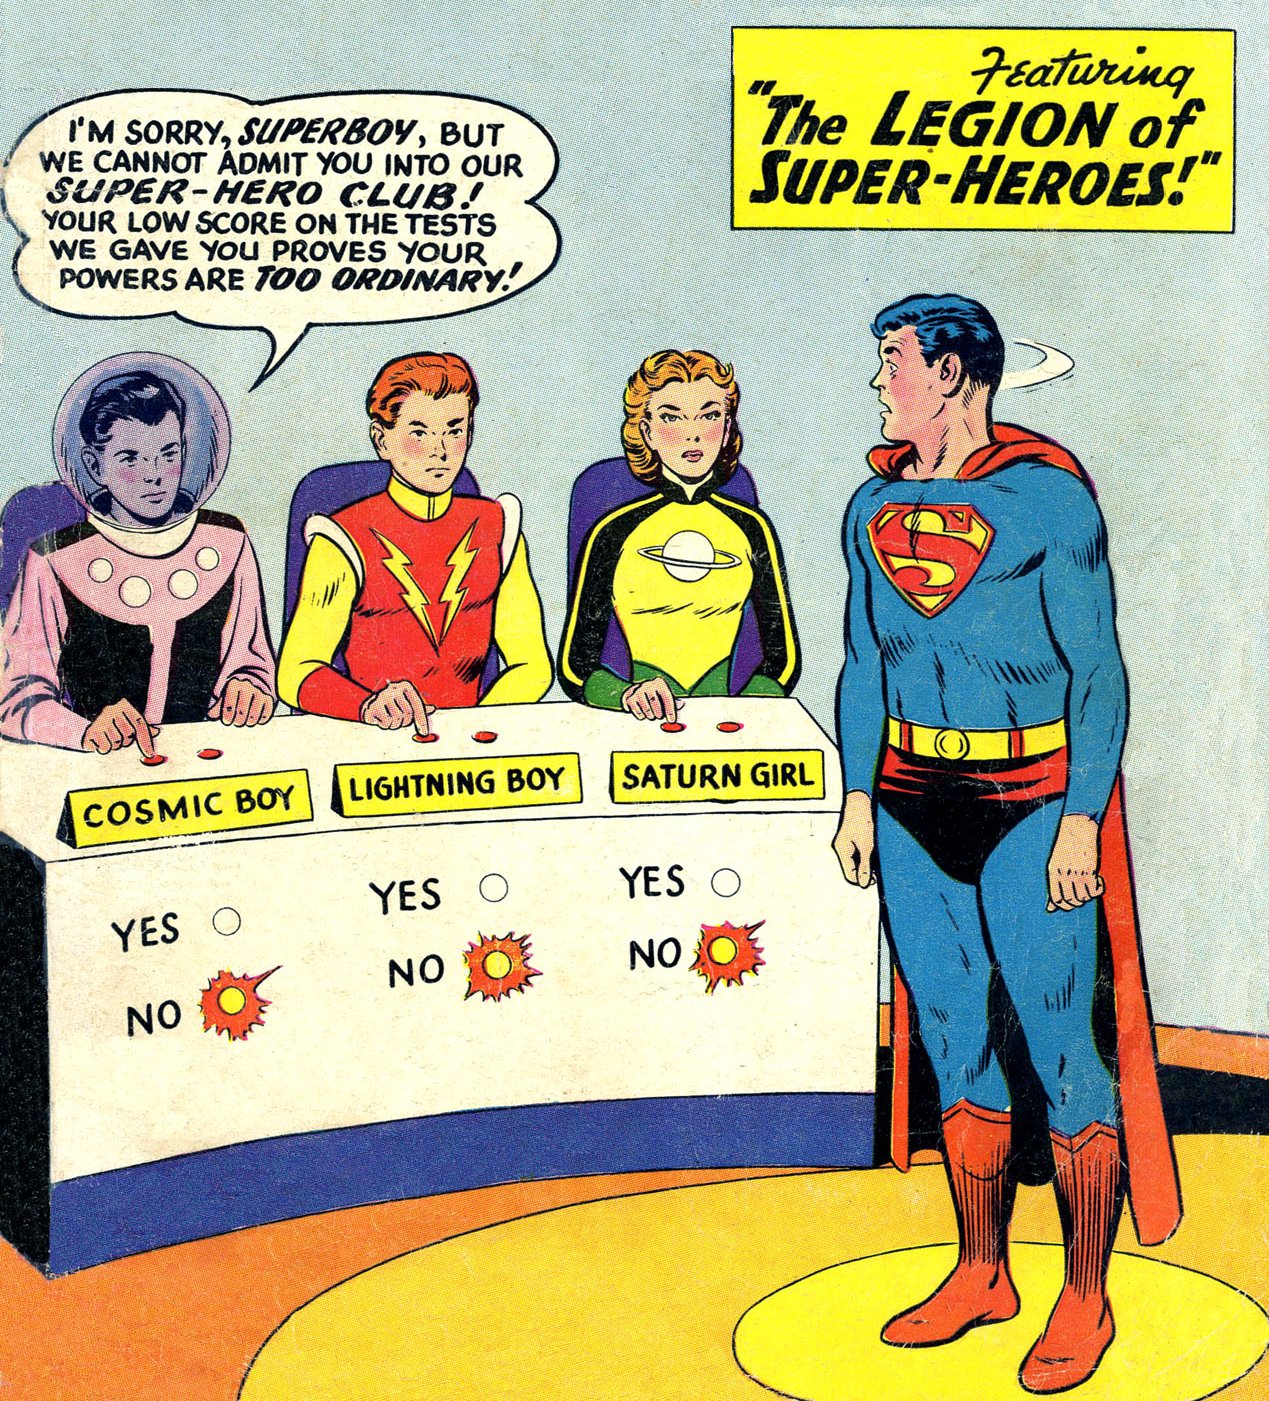 Featuring
"The LEGION of
SUPER-HEROES!"
I'M SORRY, SUPERBOY, BUT
WE CANNOT ADMIT YOU INTO OUR
SUPER-HERO CLUB!
YOUR LOW SCORE ON THE TESTS
WE GAVE YOU PROVES YOUR
POWERS ARE TOO ORDINARY!
S
COSMIC BOY
LIGHTNING BOY
SATURN GIRL
YES
NO
YES
NO
YES
NO